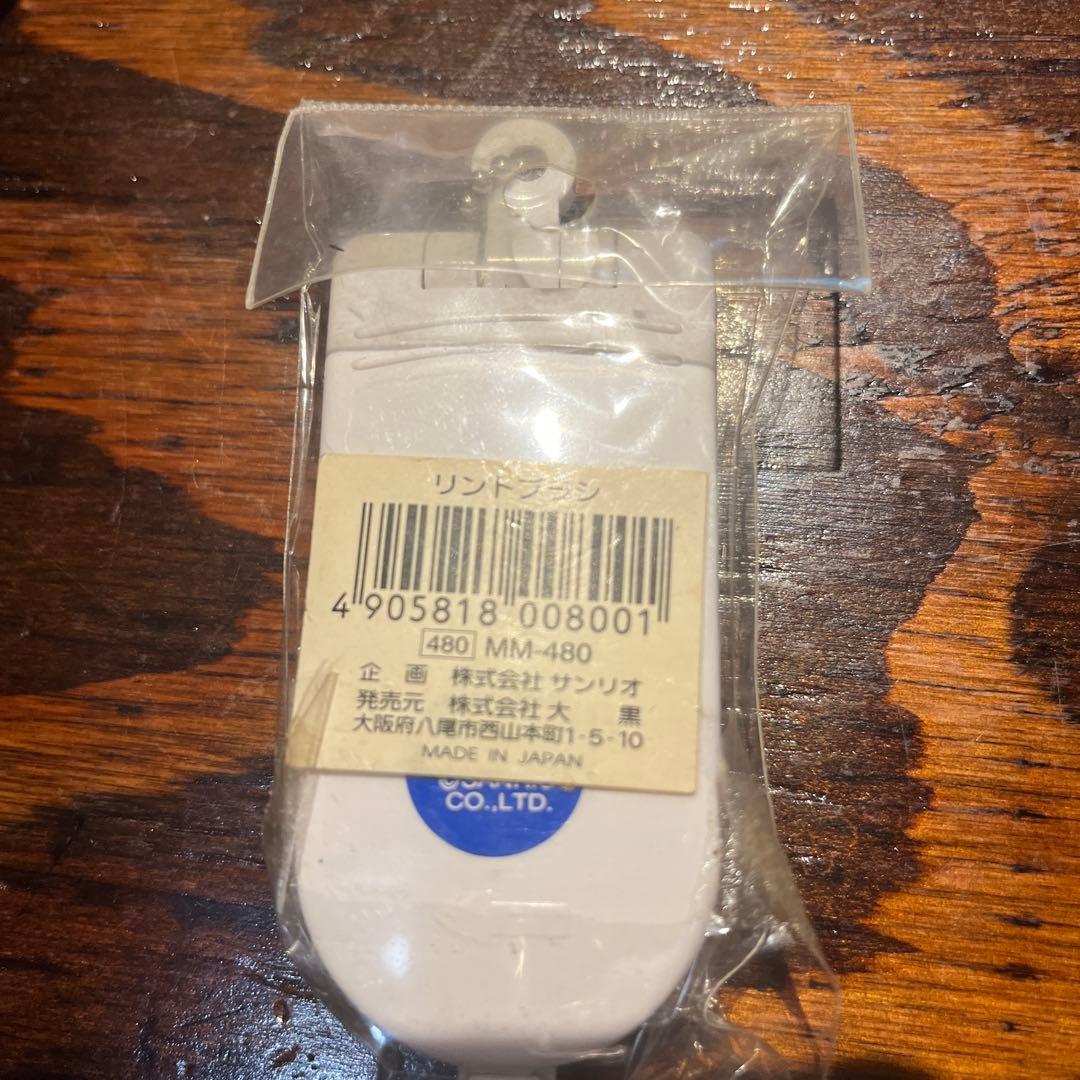 リントブラシ
4 905818 008001
480 MM-480
企 画 株式会社 サンリオ
発売元 株式会社 大 黒
大阪府八尾市西山本町1-5-10
MADE IN JAPAN
CO.,LTD.